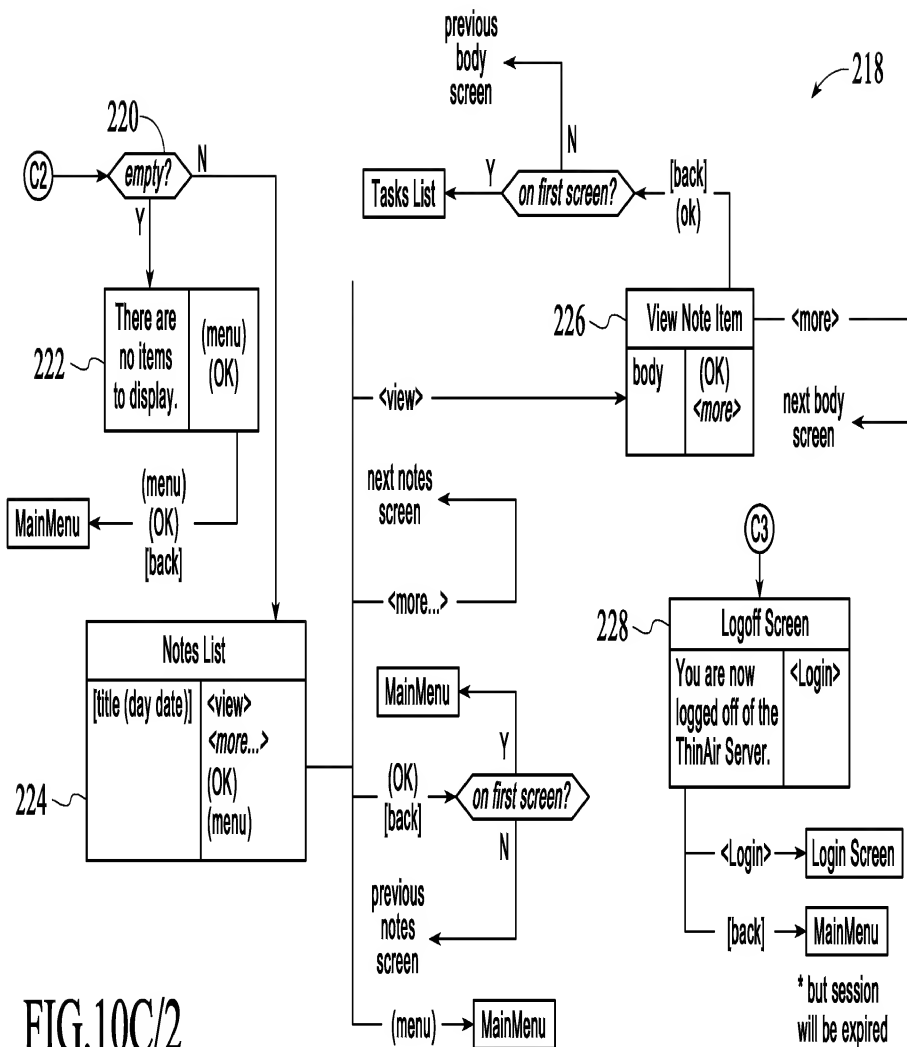 previous
body
screen
218
220
N
C2
empty?
N
Y
Y
Tasks List
on first screen?
[back]
(ok)
There are
no items
to display.
(menu)
(OK)
222
226
View Note Item
<more>
body
(OK)
<more>
<view>
next body
screen
(menu)
(OK)
[back]
MainMenu
next notes
screen
<more...>
C3
228
Logoff Screen
You are now
logged off of the
ThinAir Server.
<Login>
Notes List
[title (day date)]
<view>
<more...>
(OK)
(menu)
224
MainMenu
Y
(OK)
[back]
on first screen?
N
previous
notes
screen
<Login>
Login Screen
[back]
MainMenu
* but session
will be expired
(menu)
MainMenu
FIG.10C/2